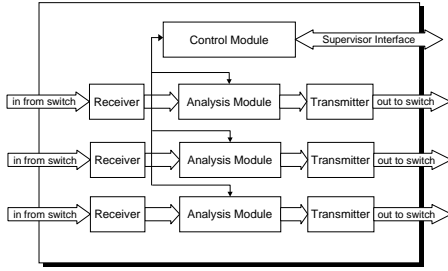 Control Module
Supervisor Interface
in from switch
Receiver
Analysis Module
Transmitter
out to switch
in from switch
Receiver
Analysis Module
Transmitter
out to switch
in from switch
Receiver
Analysis Module
Transmitter
out to switch